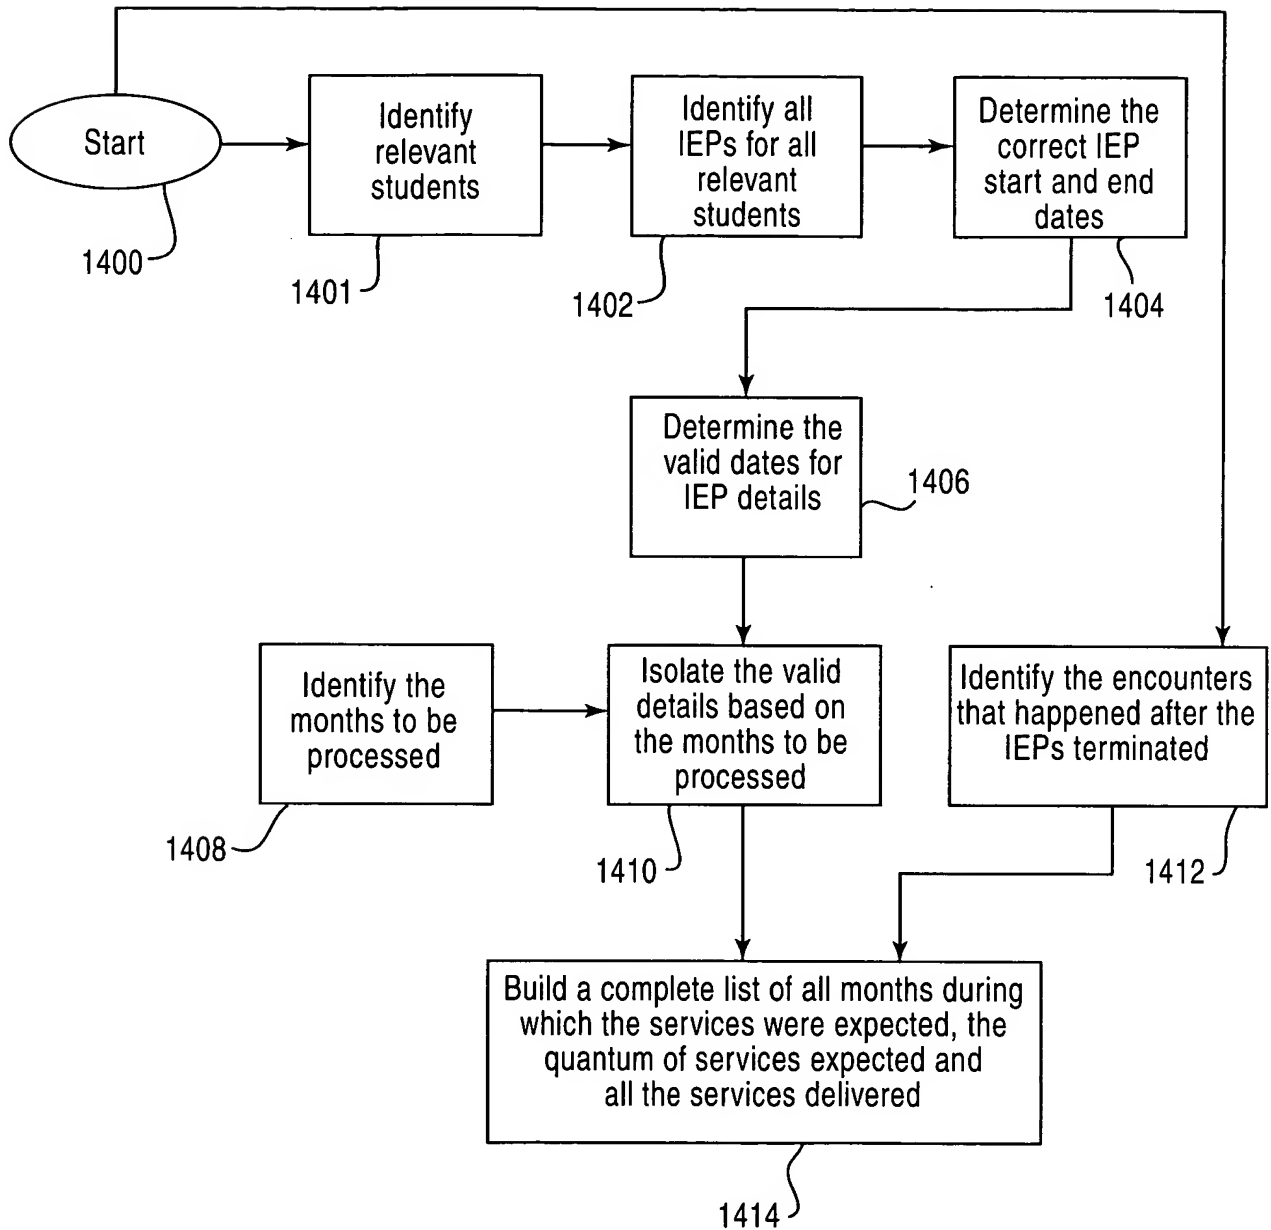 Start
1400
Identify
relevant
students
1401
Identify all
IEPs for all
relevant
students
1402
Determine the
correct IEP
start and end
dates
1404
Determine the
valid dates for
IEP details
1406
Identify the
months to be
processed
1408
Isolate the valid
details based on
the months to be
processed
1410
Identify the encounters
that happened after the
IEPs terminated
1412
Build a complete list of all months during
which the services were expected, the
quantum of services expected and
all the services delivered
1414